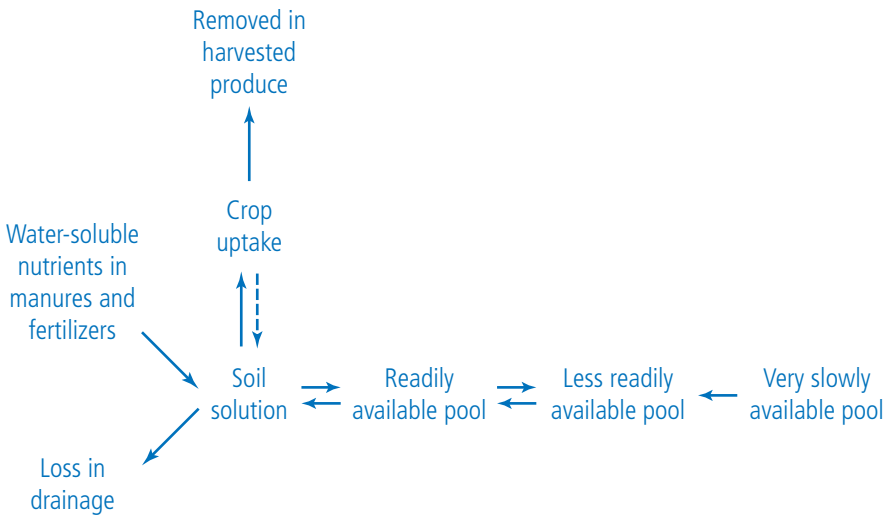 Removed in
harvested
produce
Crop
uptake
Water-soluble
nutrients in
manures and
fertilizers
Soil
solution
Readily
available pool
Less readily
available pool
Very slowly
available pool
Loss in
drainage